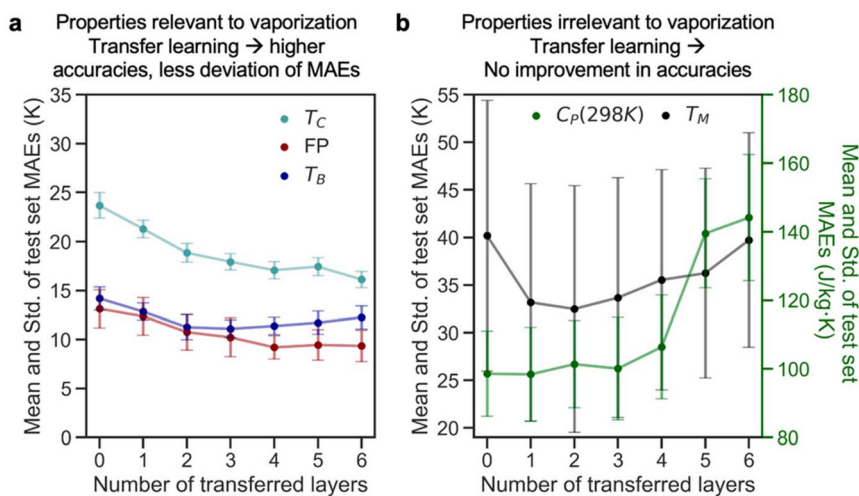 a
Properties relevant to vaporization
Transfer learning → higher
accuracies, less deviation of MAEs
Mean and Std. of test set MAEs (K)
35
30
25
20
15
10
5
0
T_C
FP
T_B
0 1 2 3 4 5 6
Number of transferred layers
b
Properties irrelevant to vaporization
Transfer learning →
No improvement in accuracies
Mean and Std. of test set MAEs (K)
55
50
45
40
35
30
25
20
C_P(298K) T_M
180
160
140
120
100
80
Mean and Std. of test set
MAEs (J/kg·K)
0 1 2 3 4 5 6
Number of transferred layers